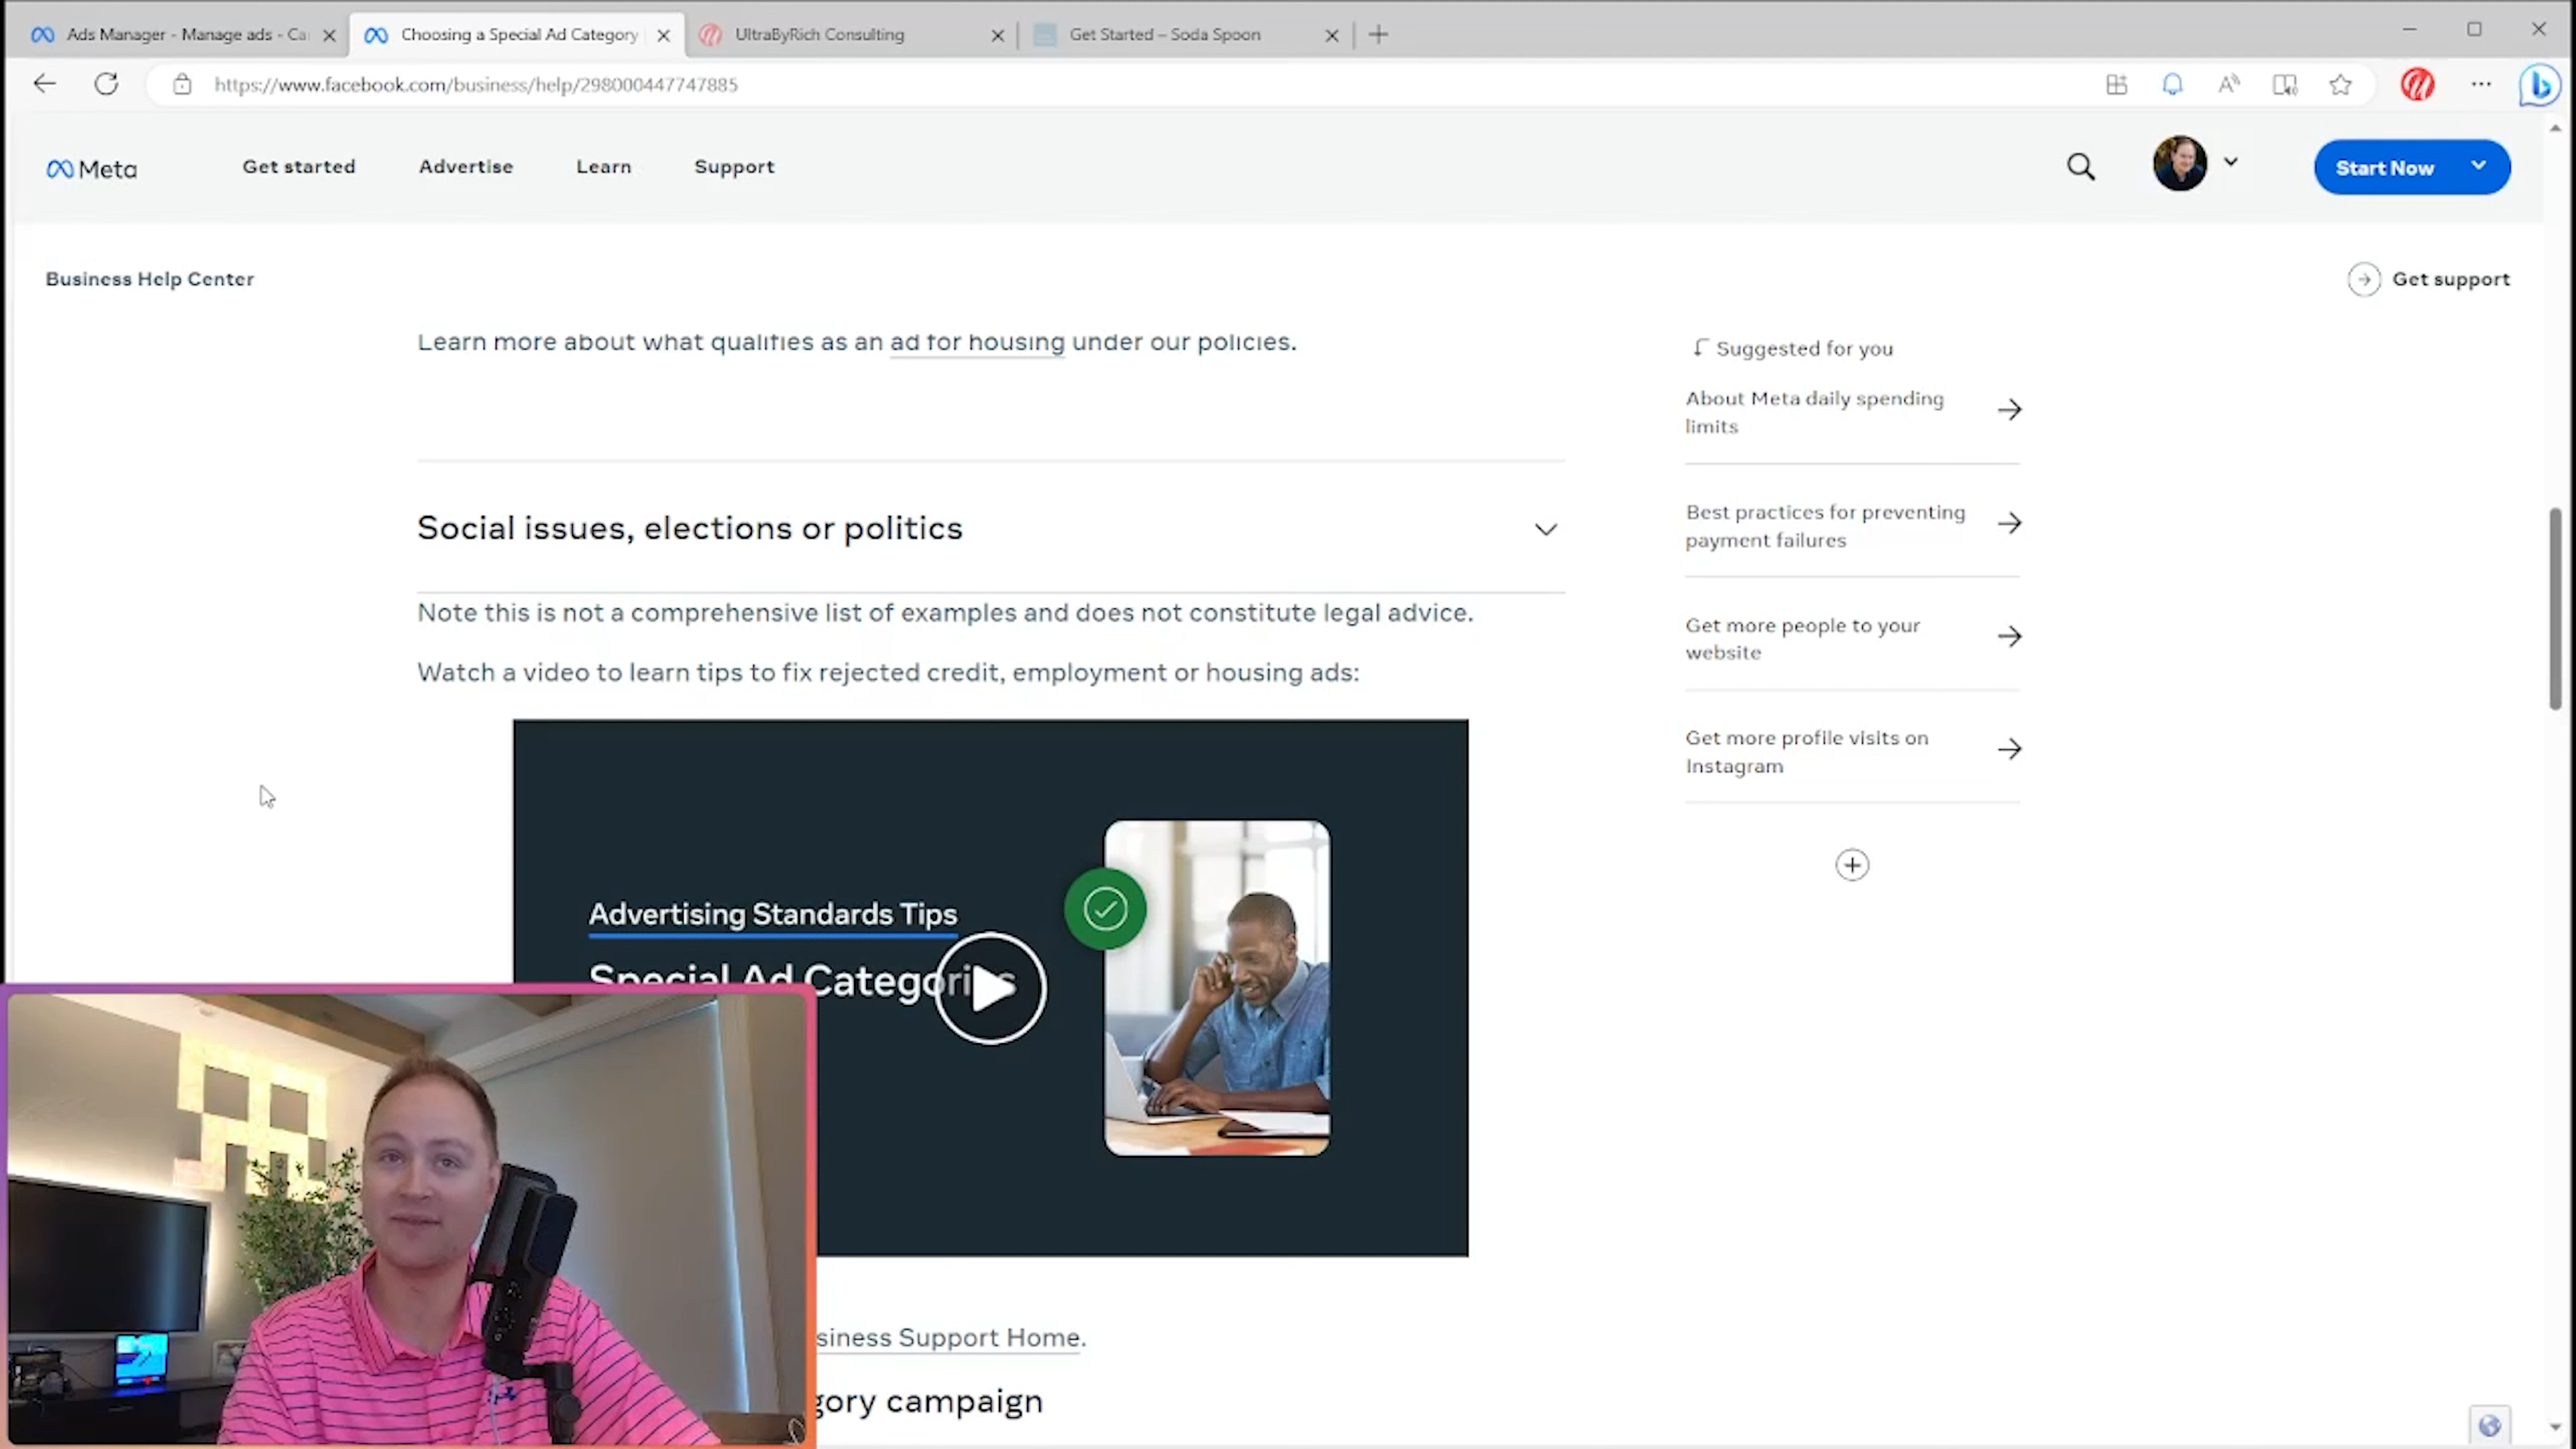 Ads Manager - Manage ads - Ca
Choosing a Special Ad Category
UltraByRich Consulting
Get Started – Soda Spoon
https://www.facebook.com/business/help/298000447747885
Meta
Get started
Advertise
Learn
Support
Start Now
Business Help Center
Get support
Learn more about what qualifies as an ad for housing under our policies.
Social issues, elections or politics
Note this is not a comprehensive list of examples and does not constitute legal advice.
Watch a video to learn tips to fix rejected credit, employment or housing ads:
Advertising Standards Tips
Special Ad Categories
siness Support Home.
gory campaign
Suggested for you
About Meta daily spending
limits
Best practices for preventing
payment failures
Get more people to your
website
Get more profile visits on
Instagram